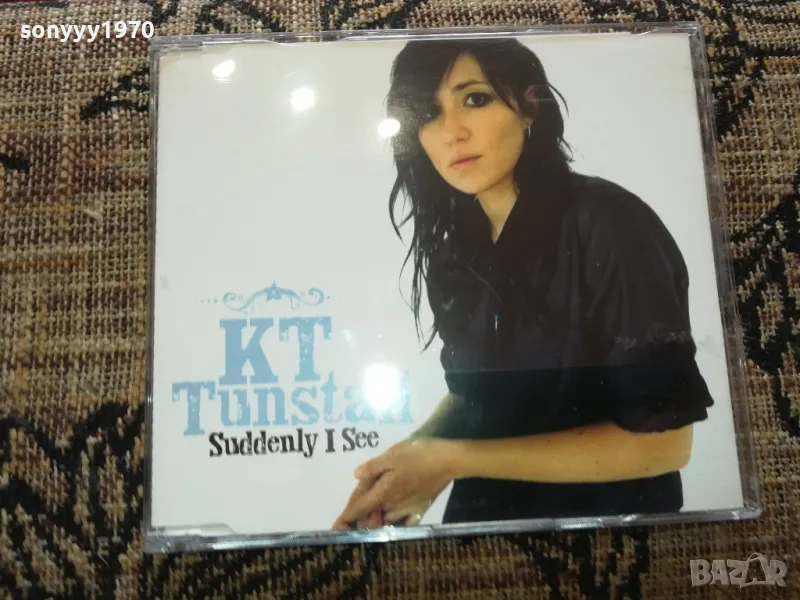 sonyyy1970
KT
Tunstall
Suddenly I See
BAZAR